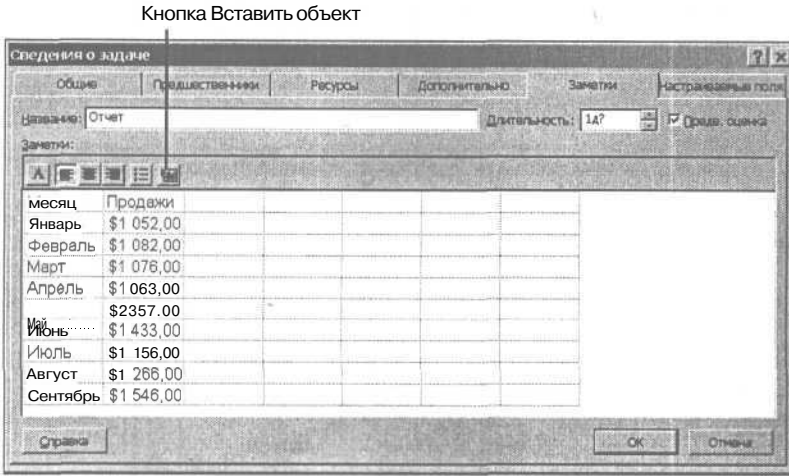 Кнопка Вставить объект
Сведения о задаче
Общие Предшественники Ресурсы Дополнительно Заметки Настраиваемые поля
Название: Отчет Длительность: 1д? Предв. оценка
Заметки:
месяц Продажи
Январь $1 052,00
Февраль $1 082,00
Март $1 076,00
Апрель $1 063,00
Май $2357.00
Июнь $1 433,00
Июль $1 156,00
Август $1 266,00
Сентябрь $1 546,00
Справка ОК Отмена